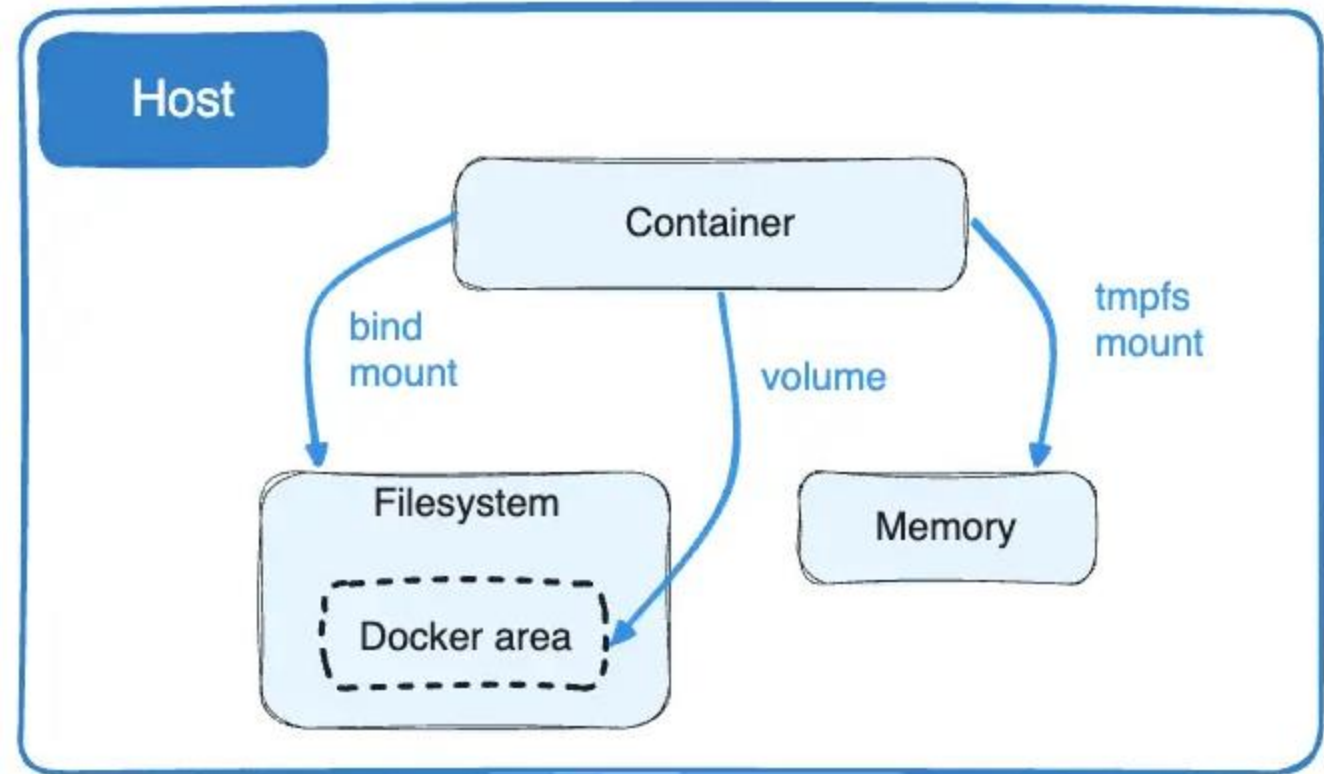 Host
Container
bind
mount
volume
tmpfs
mount
Filesystem
Memory
Docker area